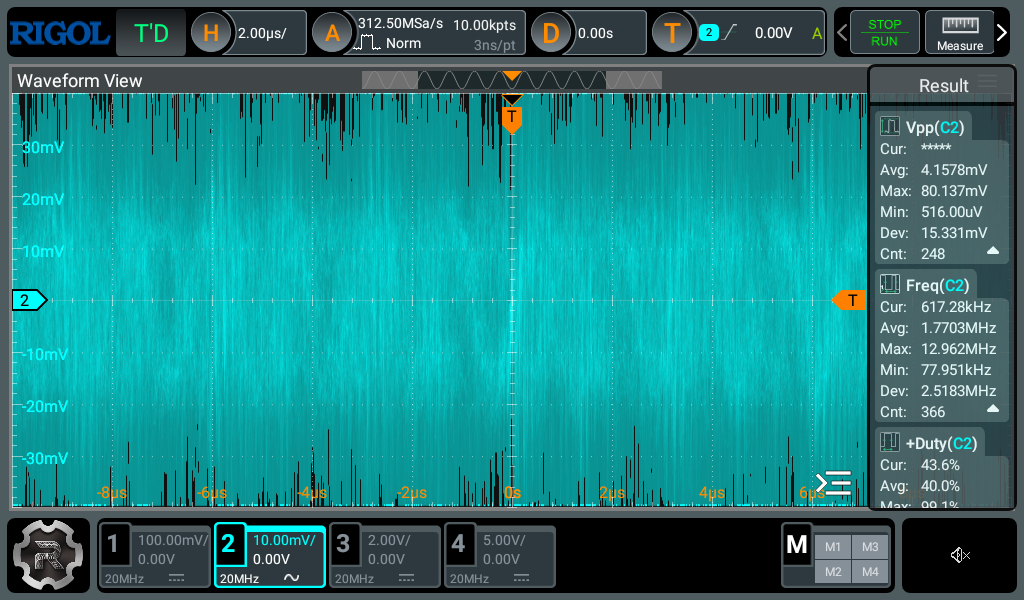 RIGOL T'D H 2.00μs/ A 312.50MSa/s 10.00kpts D 0.00s T 2 0.00V A STOP
Norm 3ns/pt RUN Measure
Waveform View
Result
T
30mV
20mV
10mV
2
T
-10mV
-20mV
-30mV
-8μs -6μs -4μs -2μs 0s 2μs 4μs 6μs
Vpp(C2)
Cur: *****
Avg: 4.1578mV
Max: 80.137mV
Min: 516.00uV
Dev: 15.331mV
Cnt: 248
Freq(C2)
Cur: 617.28kHz
Avg: 1.7703MHz
Max: 12.962MHz
Min: 77.951kHz
Dev: 2.5183MHz
Cnt: 366
+Duty(C2)
Cur: 43.6%
Avg: 40.0%
Max: 99.1%
1 100.00mV/ 2 10.00mV/ 3 2.00V/ 4 5.00V/ M M1 M3
0.00V 0.00V 0.00V 0.00V M2 M4
20MHz 20MHz 20MHz 20MHz